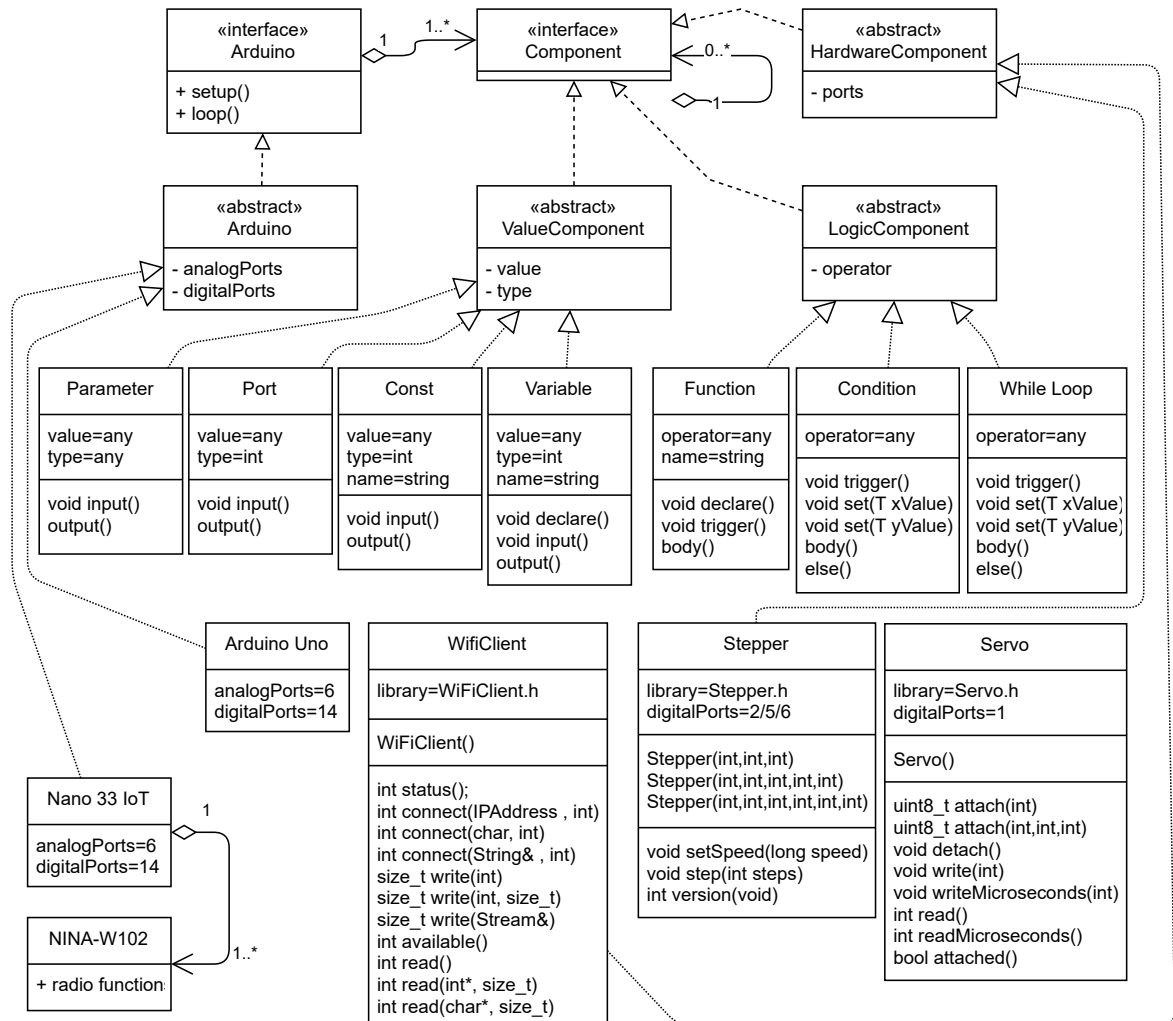 «interface»
Arduino
+ setup()
+ loop()
1
1..*
«interface»
Component
0..*
1
«abstract»
HardwareComponent
- ports
«abstract»
Arduino
- analogPorts
- digitalPorts
«abstract»
ValueComponent
- value
- type
«abstract»
LogicComponent
- operator
Parameter
value=any
type=any
void input()
output()
Port
value=any
type=int
void input()
output()
Const
value=any
type=int
name=string
void input()
output()
Variable
value=any
type=int
name=string
void declare()
void input()
output()
Function
operator=any
name=string
void declare()
void trigger()
body()
Condition
operator=any
void trigger()
void set(T xValue)
void set(T yValue)
body()
else()
While Loop
operator=any
void trigger()
void set(T xValue)
void set(T yValue)
body()
else()
Arduino Uno
analogPorts=6
digitalPorts=14
WifiClient
library=WiFiClient.h
WiFiClient()
int status();
int connect(IPAddress , int)
int connect(char, int)
int connect(String& , int)
size_t write(int)
size_t write(int, size_t)
size_t write(Stream&)
int available()
int read()
int read(int*, size_t)
int read(char*, size_t)
Stepper
library=Stepper.h
digitalPorts=2/5/6
Stepper(int,int,int)
Stepper(int,int,int,int,int)
Stepper(int,int,int,int,int,int)
void setSpeed(long speed)
void step(int steps)
int version(void)
Servo
library=Servo.h
digitalPorts=1
Servo()
uint8_t attach(int)
uint8_t attach(int,int,int)
void detach()
void write(int)
void writeMicroseconds(int)
int read()
int readMicroseconds()
bool attached()
Nano 33 IoT
analogPorts=6
digitalPorts=14
1
1..*
NINA-W102
+ radio function